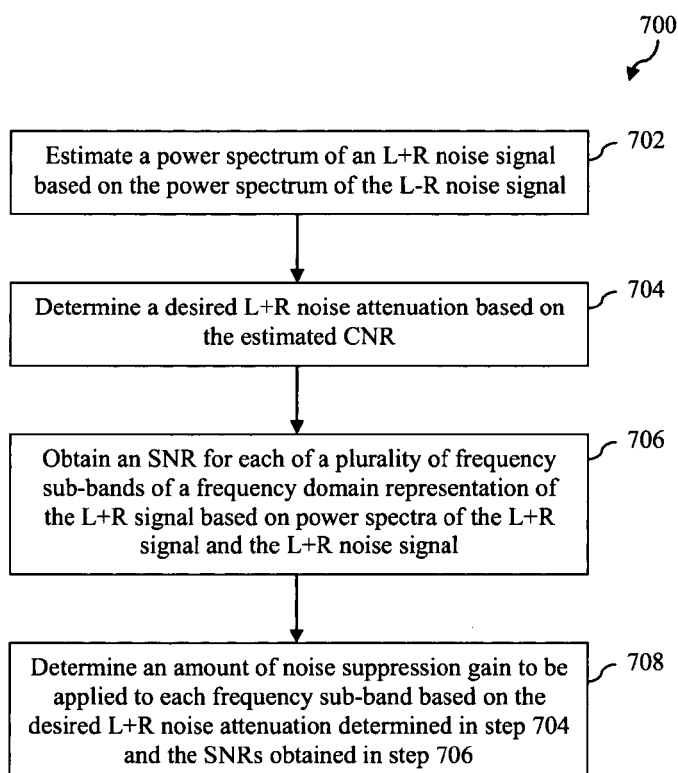 700
702
Estimate a power spectrum of an L+R noise signal
based on the power spectrum of the L-R noise signal
704
Determine a desired L+R noise attenuation based on
the estimated CNR
706
Obtain an SNR for each of a plurality of frequency
sub-bands of a frequency domain representation of
the L+R signal based on power spectra of the L+R
signal and the L+R noise signal
708
Determine an amount of noise suppression gain to be
applied to each frequency sub-band based on the
desired L+R noise attenuation determined in step 704
and the SNRs obtained in step 706